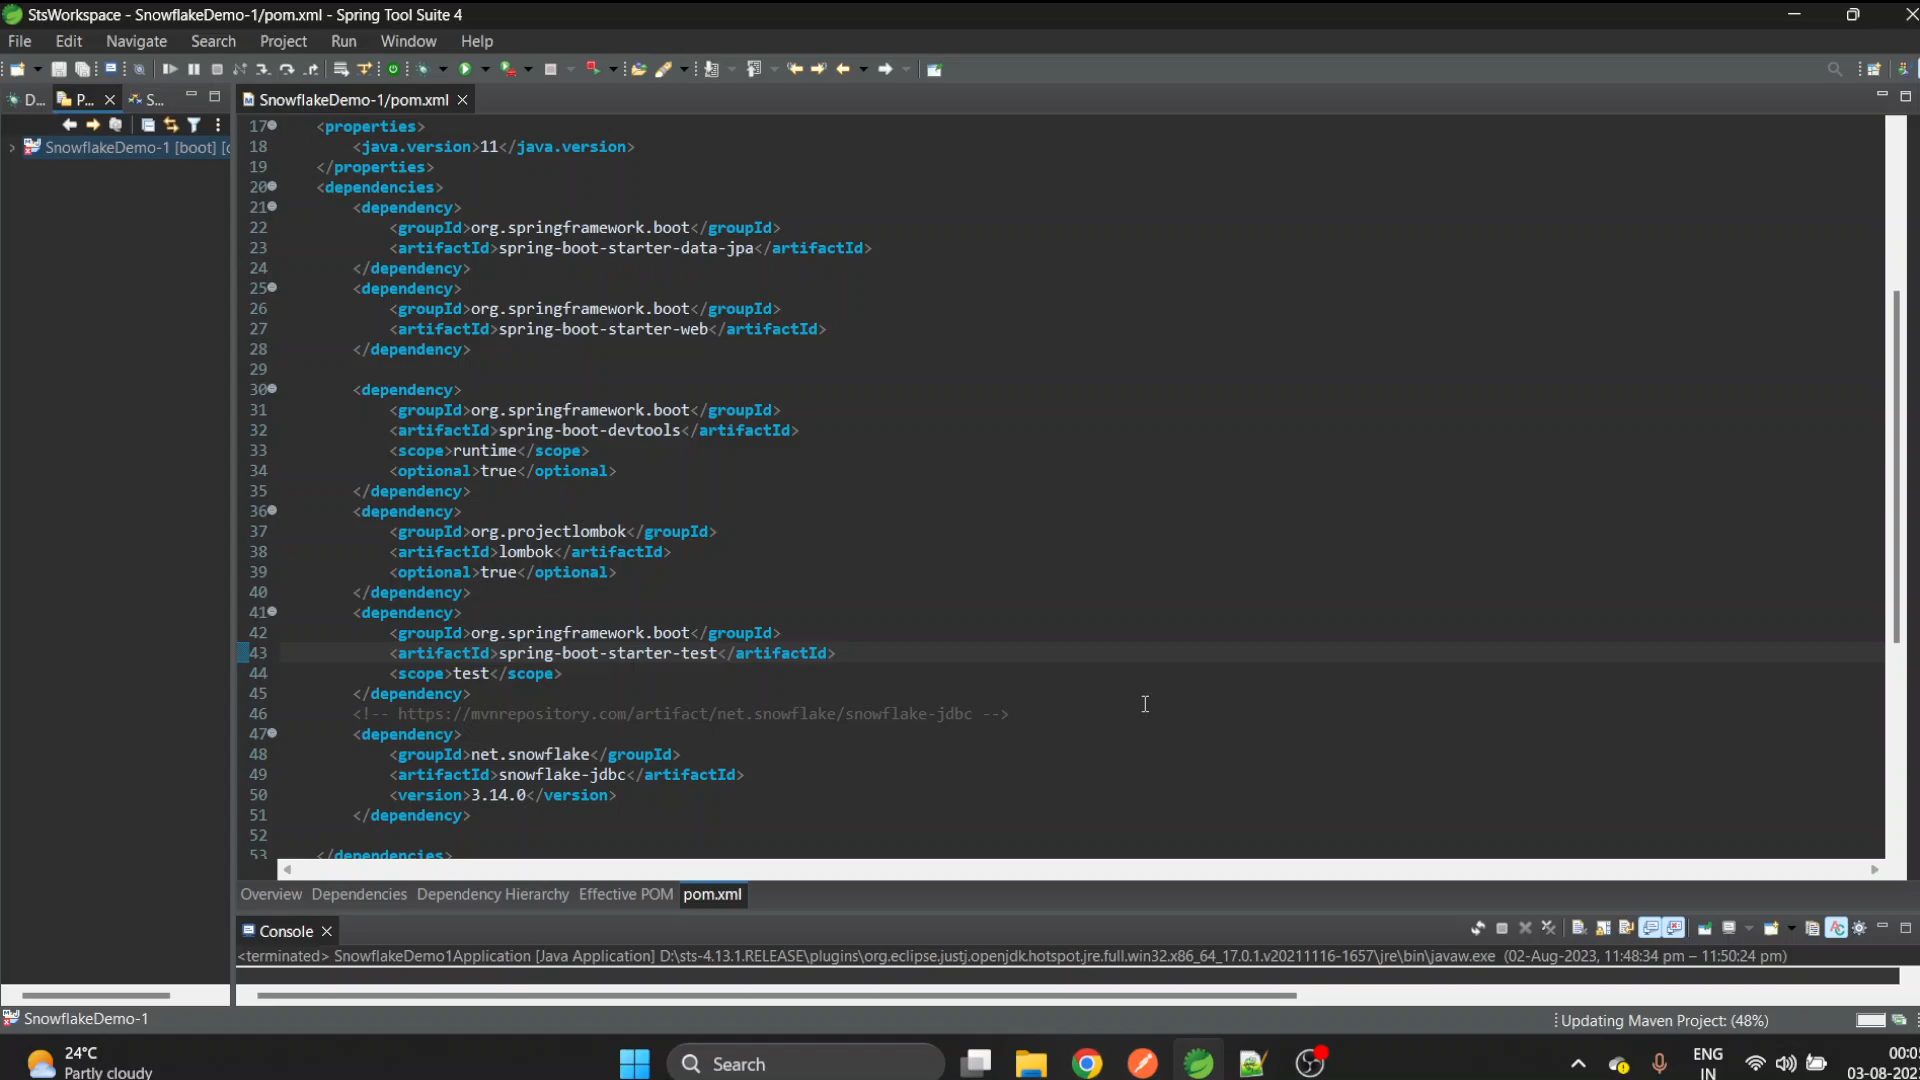 StsWorkspace - SnowflakeDemo-1/pom.xml - Spring Tool Suite 4
File Edit Navigate Search Project Run Window Help
D... P... S... SnowflakeDemo-1/pom.xml
SnowflakeDemo-1 [boot] [
17 <properties>
18 <java.version>11</java.version>
19 </properties>
20 <dependencies>
21 <dependency>
22 <groupId>org.springframework.boot</groupId>
23 <artifactId>spring-boot-starter-data-jpa</artifactId>
24 </dependency>
25 <dependency>
26 <groupId>org.springframework.boot</groupId>
27 <artifactId>spring-boot-starter-web</artifactId>
28 </dependency>
29
30 <dependency>
31 <groupId>org.springframework.boot</groupId>
32 <artifactId>spring-boot-devtools</artifactId>
33 <scope>runtime</scope>
34 <optional>true</optional>
35 </dependency>
36 <dependency>
37 <groupId>org.projectlombok</groupId>
38 <artifactId>lombok</artifactId>
39 <optional>true</optional>
40 </dependency>
41 <dependency>
42 <groupId>org.springframework.boot</groupId>
43 <artifactId>spring-boot-starter-test</artifactId>
44 <scope>test</scope>
45 </dependency>
46 <!-- https://mvnrepository.com/artifact/net.snowflake/snowflake-jdbc -->
47 <dependency>
48 <groupId>net.snowflake</groupId>
49 <artifactId>snowflake-jdbc</artifactId>
50 <version>3.14.0</version>
51 </dependency>
52
53 </dependencies>
Overview Dependencies Dependency Hierarchy Effective POM pom.xml
Console
<terminated> SnowflakeDemo1Application [Java Application] D:\sts-4.13.1.RELEASE\plugins\org.eclipse.justj.openjdk.hotspot.jre.full.win32.x86_64_17.0.1.v20211116-1657\jre\bin\javaw.exe (02-Aug-2023, 11:48:34 pm – 11:50:24 pm)
SnowflakeDemo-1 Updating Maven Project: (48%)
24°C
Partly cloudy
Search
ENG
IN
00:05
03-08-202